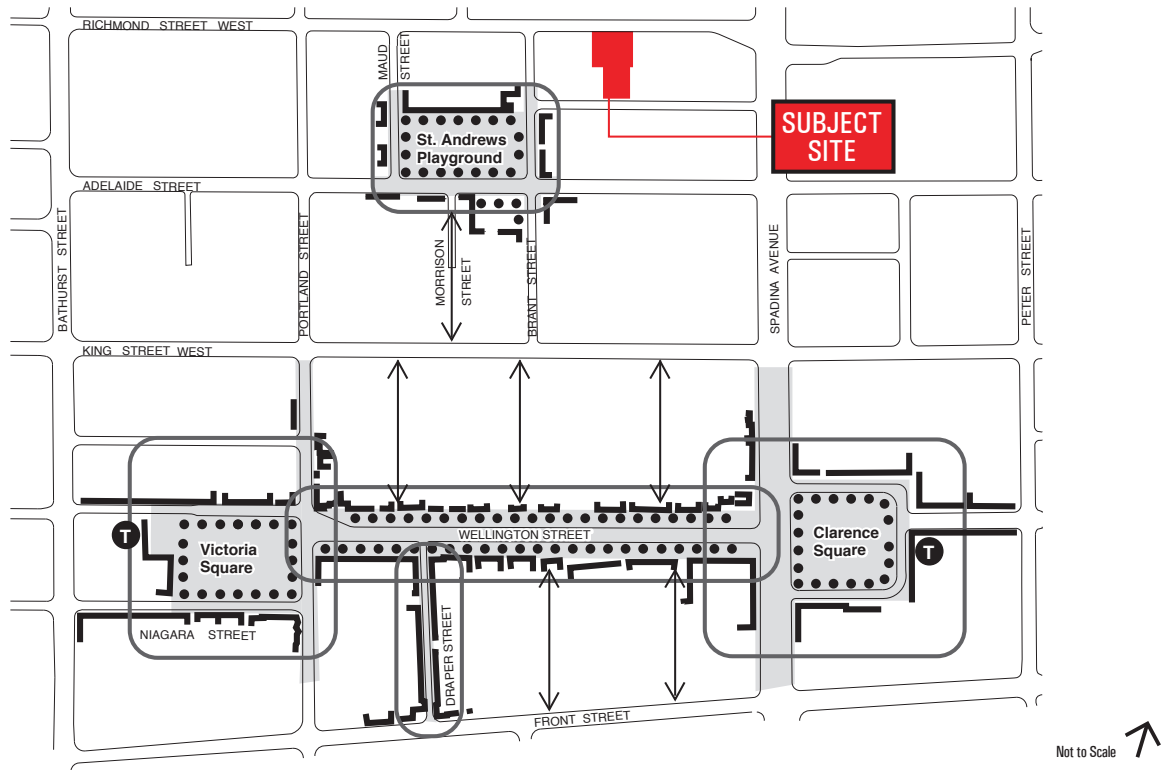 RICHMOND STREET WEST
MAUD
STREET
SUBJECT
SITE
St. Andrews
Playground
ADELAIDE STREET
BATHURST STREET
PORTLAND STREET
MORRISON
STREET
BRANT STREET
SPADINA AVENUE
PETER STREET
KING STREET WEST
WELLINGTON STREET
T
Victoria
Square
Clarence
Square
T
NIAGARA STREET
DRAPER STREET
FRONT STREET
Not to Scale